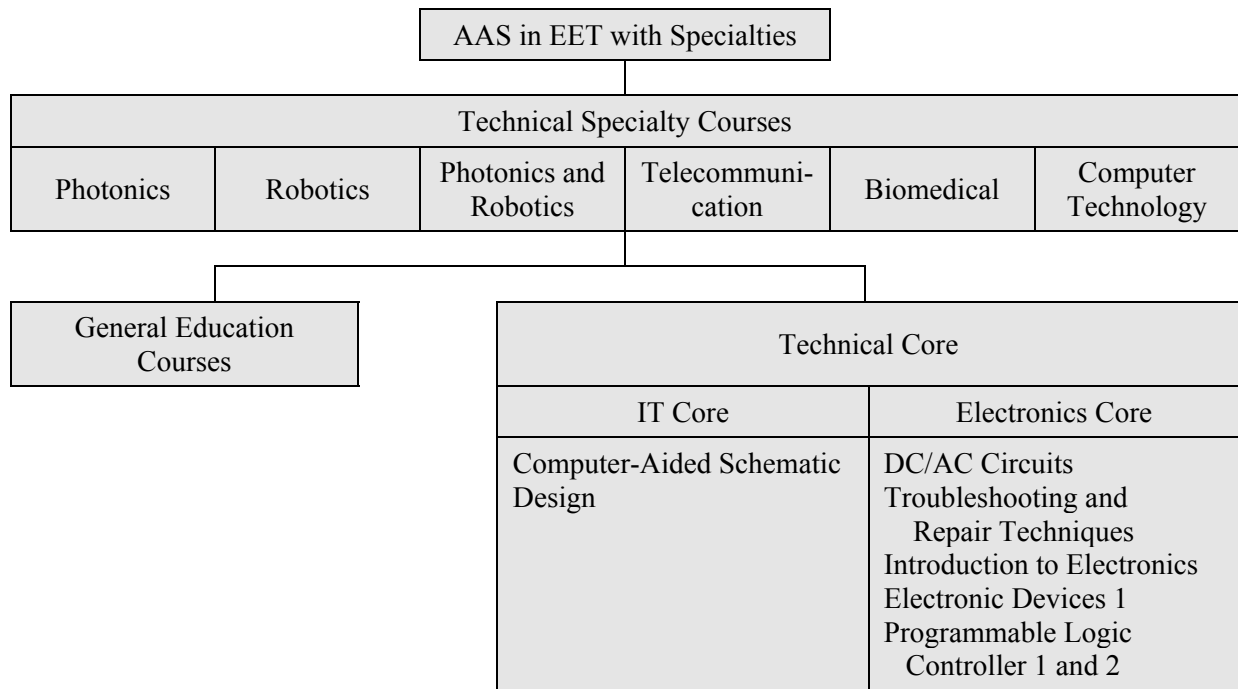 AAS in EET with Specialties
Technical Specialty Courses
Photonics
Robotics
Photonics and
Robotics
Telecommuni-
cation
Biomedical
Computer
Technology
General Education
Courses
Technical Core
IT Core
Electronics Core
Computer-Aided Schematic
Design
DC/AC Circuits
Troubleshooting and
Repair Techniques
Introduction to Electronics
Electronic Devices 1
Programmable Logic
Controller 1 and 2